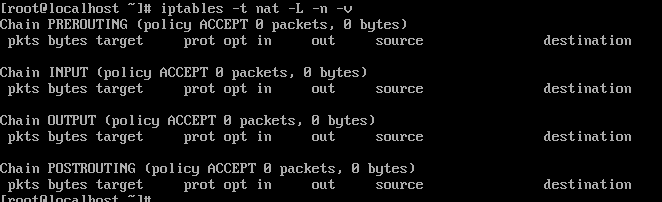 [root@localhost ~]# iptables -t nat -L -n -v
Chain PREROUTING (policy ACCEPT 0 packets, 0 bytes)
 pkts bytes target     prot opt in     out     source               destination

Chain INPUT (policy ACCEPT 0 packets, 0 bytes)
 pkts bytes target     prot opt in     out     source               destination

Chain OUTPUT (policy ACCEPT 0 packets, 0 bytes)
 pkts bytes target     prot opt in     out     source               destination

Chain POSTROUTING (policy ACCEPT 0 packets, 0 bytes)
 pkts bytes target     prot opt in     out     source               destination
[root@localhost ~]#